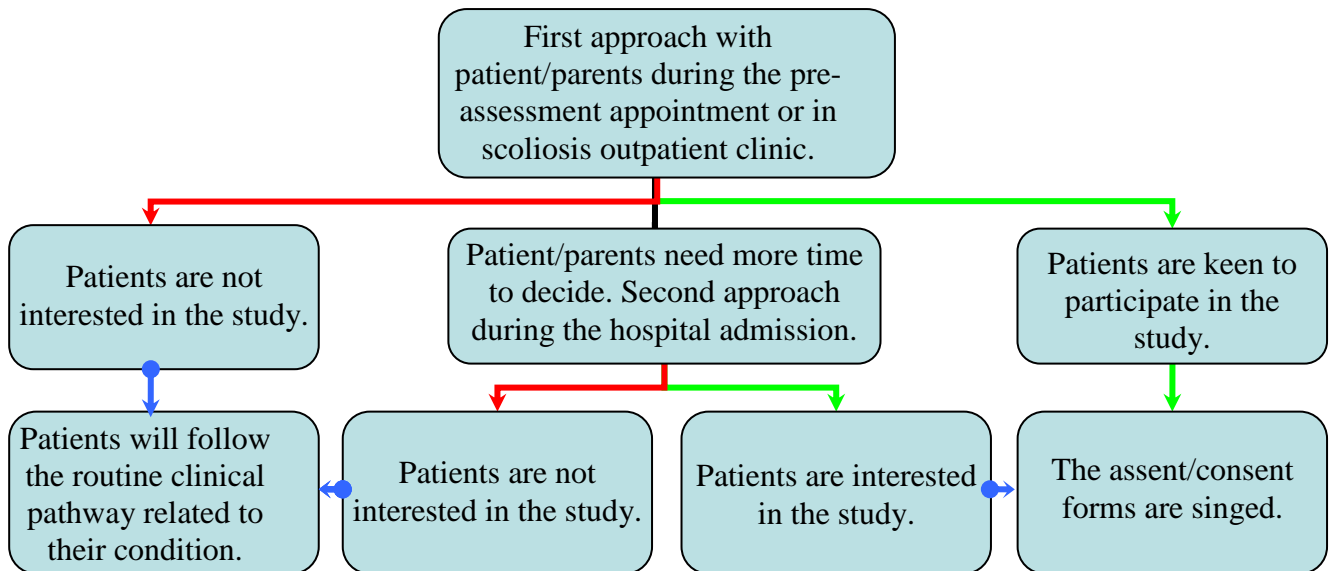 First approach with
patient/parents during the pre-
assessment appointment or in
scoliosis outpatient clinic.
Patients are not
interested in the study.
Patient/parents need more time
to decide. Second approach
during the hospital admission.
Patients are keen to
participate in the
study.
Patients will follow
the routine clinical
pathway related to
their condition.
Patients are not
interested in the study.
Patients are interested
in the study.
The assent/consent
forms are singed.